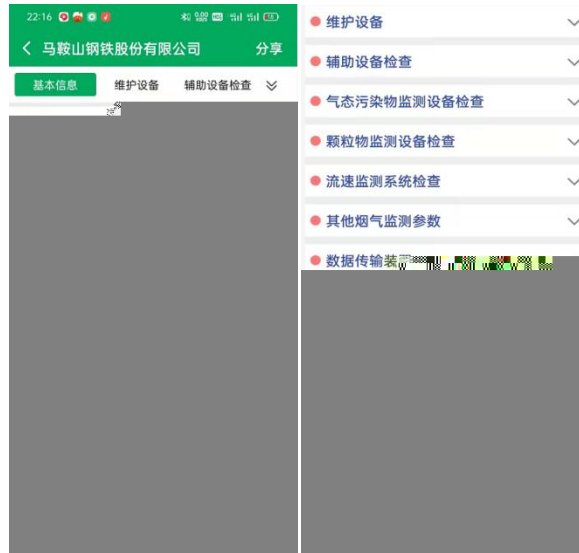 22:16
马鞍山钢铁股份有限公司 分享
基本信息 维护设备 辅助设备检查
维护设备
辅助设备检查
气态污染物监测设备检查
颗粒物监测设备检查
流速监测系统检查
其他烟气监测参数
数据传输装